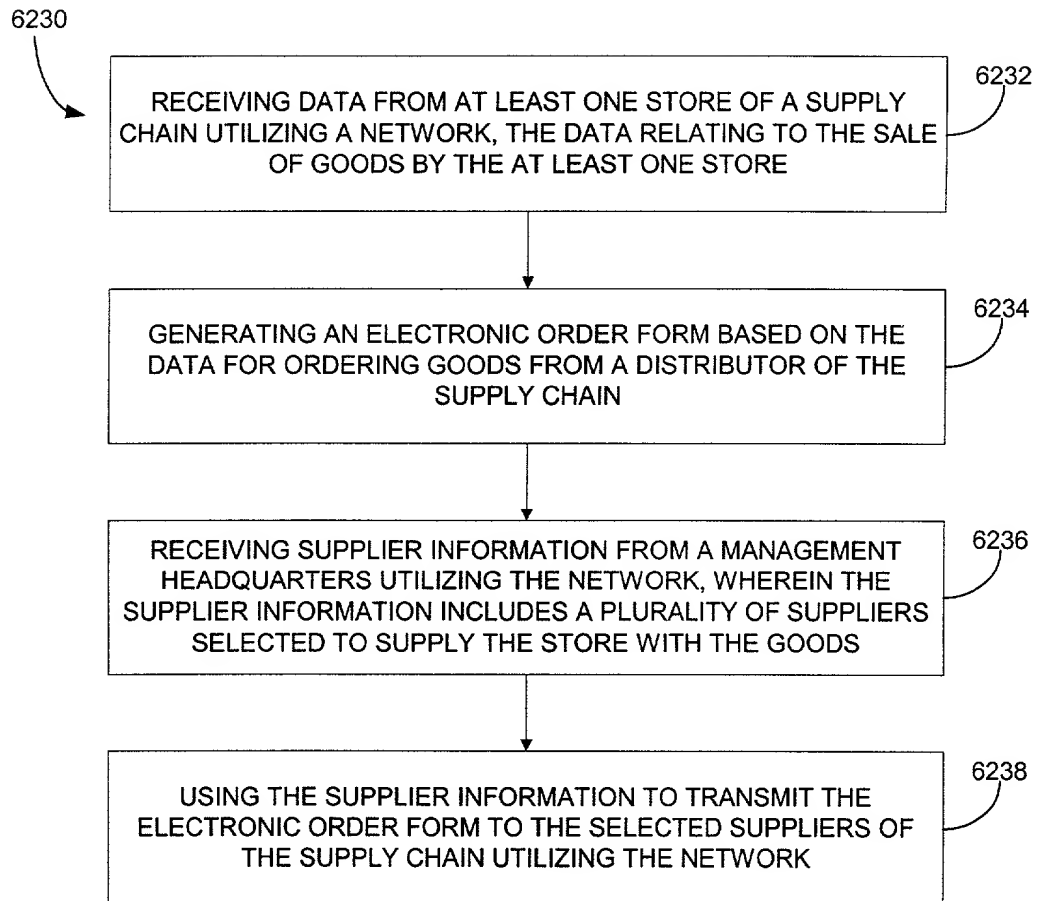 6230
6232
RECEIVING DATA FROM AT LEAST ONE STORE OF A SUPPLY
CHAIN UTILIZING A NETWORK, THE DATA RELATING TO THE SALE
OF GOODS BY THE AT LEAST ONE STORE
6234
GENERATING AN ELECTRONIC ORDER FORM BASED ON THE
DATA FOR ORDERING GOODS FROM A DISTRIBUTOR OF THE
SUPPLY CHAIN
6236
RECEIVING SUPPLIER INFORMATION FROM A MANAGEMENT
HEADQUARTERS UTILIZING THE NETWORK, WHEREIN THE
SUPPLIER INFORMATION INCLUDES A PLURALITY OF SUPPLIERS
SELECTED TO SUPPLY THE STORE WITH THE GOODS
6238
USING THE SUPPLIER INFORMATION TO TRANSMIT THE
ELECTRONIC ORDER FORM TO THE SELECTED SUPPLIERS OF
THE SUPPLY CHAIN UTILIZING THE NETWORK